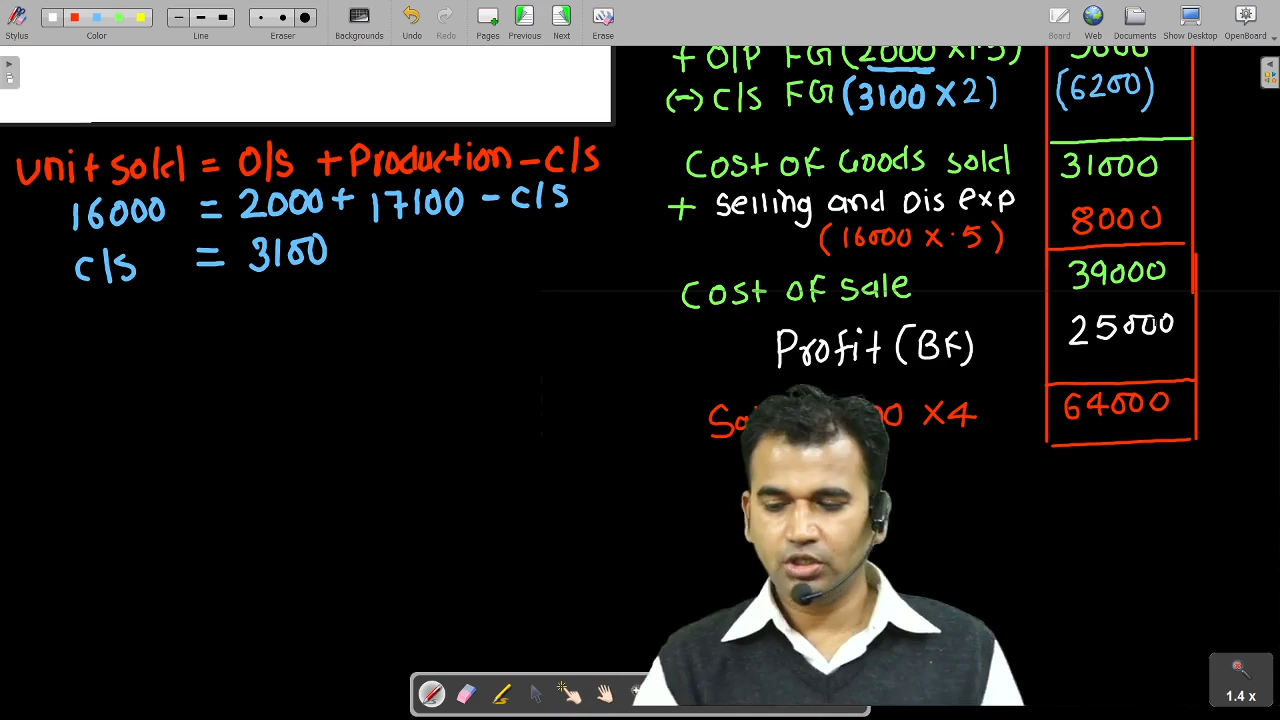 Stylus
Color
Line
Eraser
Backgrounds
Undo
Redo
Pages
Previous
Next
Erase
Board
Web
Documents
Show Desktop
OpenBoard
+ O/P FG (2000 × 1.5)
(-) C/S FG (3100 × 2) (6200)
unit sold = O/S + Production - C/S
16000 = 2000 + 17100 - C/S
C/S = 3100
Cost of Goods sold 31000
+ Selling and Dis exp 8000
(16000 × .5)
Cost of sale 39000
Profit (BF) 25000
× 4 64000
1.4 x